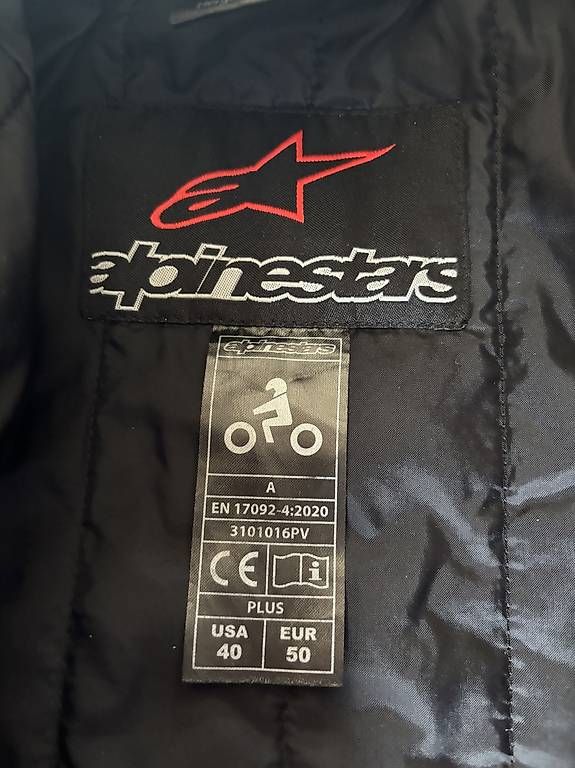 alpinestars
alpinestars
A
EN 17092-4:2020
3101016PV
CE i
PLUS
USA EUR
40 50